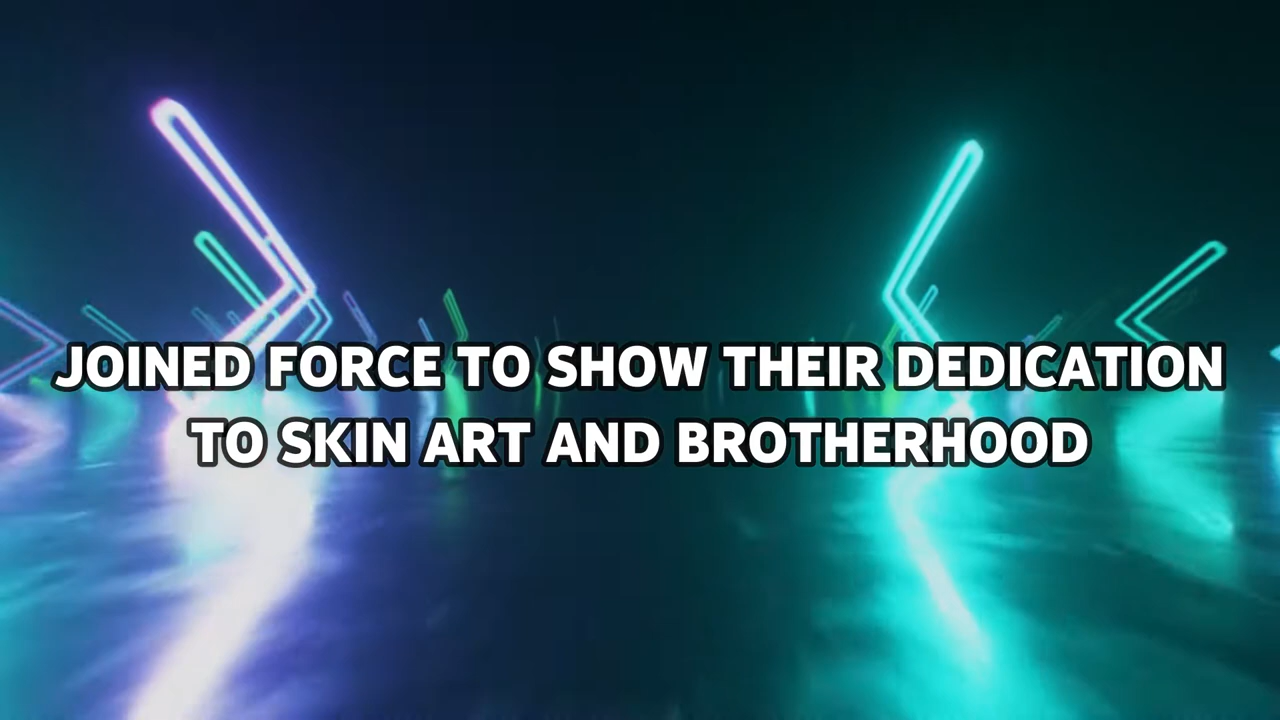 JOINED FORCE TO SHOW THEIR DEDICATION
TO SKIN ART AND BROTHERHOOD